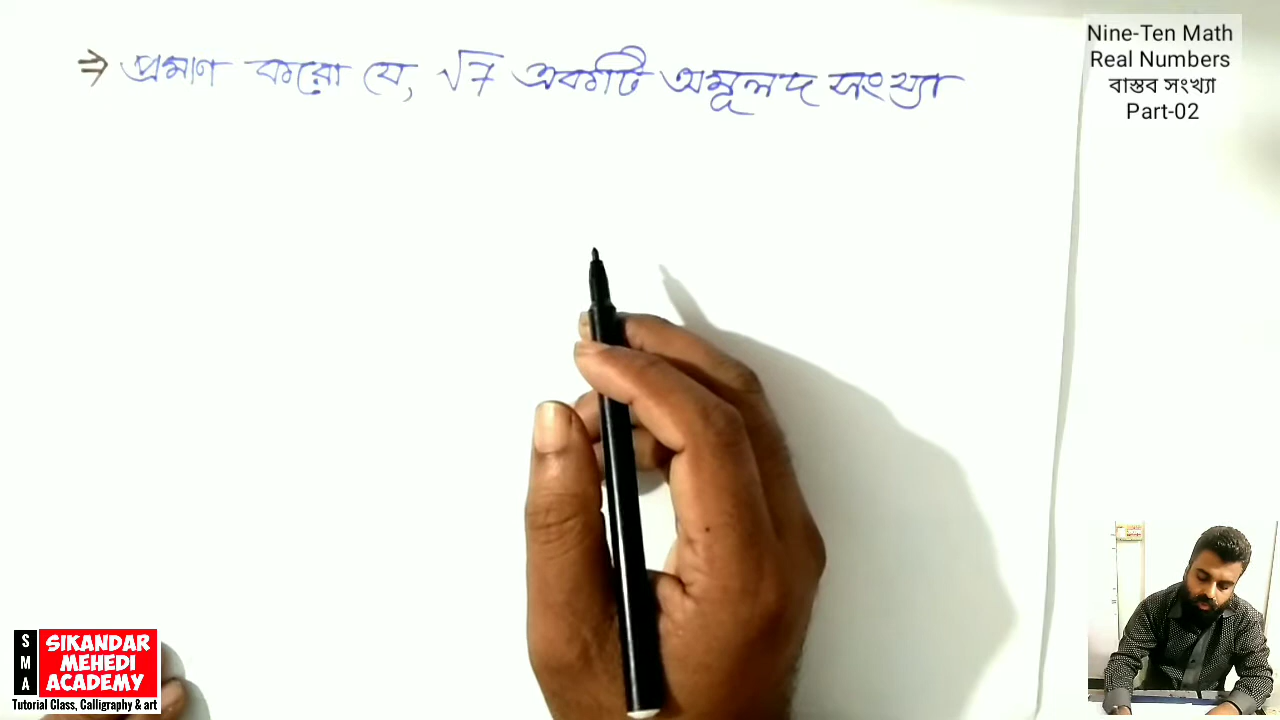 ⇒ প্রমাণ করো যে, √7 একটি অমূলদ সংখ্যা
Nine-Ten Math
Real Numbers
বাস্তব সংখ্যা
Part-02
S
M
A
SIKANDAR
MEHEDI
ACADEMY
Tutorial Class, Calligraphy & art